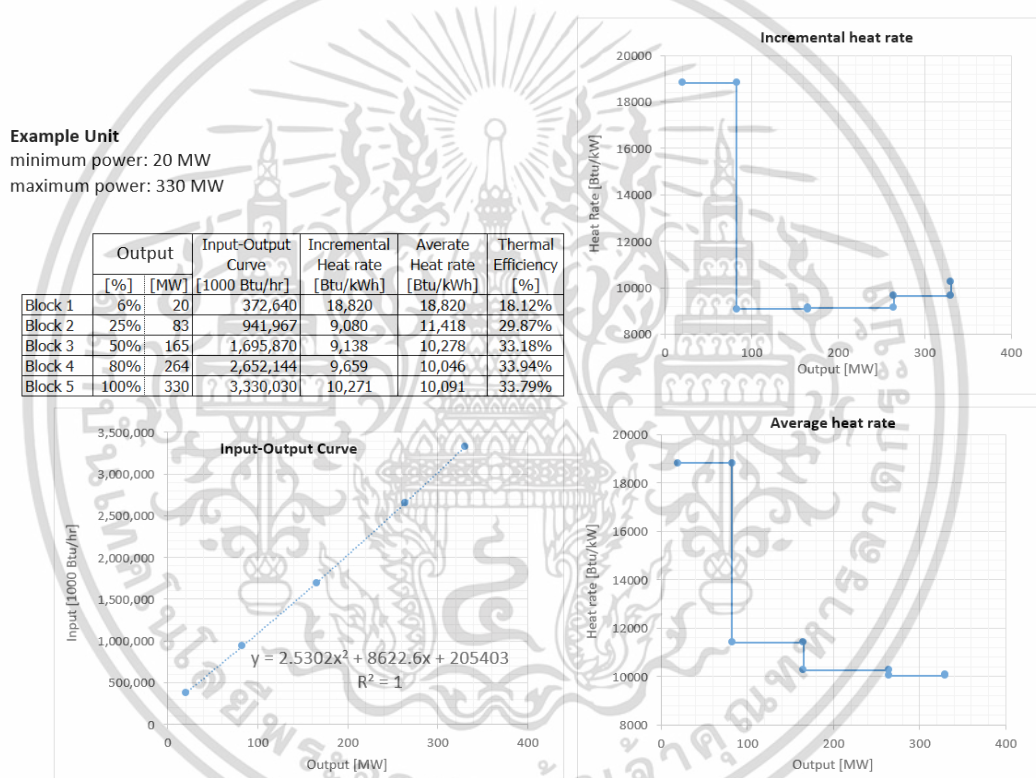 Example Unit
minimum power: 20 MW
maximum power: 330 MW
Output Input-Output Curve Incremental Heat rate Averate Heat rate Thermal Efficiency
[%] [MW] [1000 Btu/hr] [Btu/kWh] [Btu/kWh] [%]
Block 1 6% 20 372,640 18,820 18,820 18.12%
Block 2 25% 83 941,967 9,080 11,418 29.87%
Block 3 50% 165 1,695,870 9,138 10,278 33.18%
Block 4 80% 264 2,652,144 9,659 10,046 33.94%
Block 5 100% 330 3,330,030 10,271 10,091 33.79%
Incremental heat rate
Heat Rate [Btu/kW]
20000
18000
16000
14000
12000
10000
8000
0 100 200 300 400
Output [MW]
Input-Output Curve
Input [1000 Btu/hr]
3,500,000
3,000,000
2,500,000
2,000,000
1,500,000
1,000,000
500,000
0
y = 2.5302x² + 8622.6x + 205403
R² = 1
0 100 200 300 400
Output [MW]
Average heat rate
Heat rate [Btu/kW]
20000
18000
16000
14000
12000
10000
8000
0 100 200 300 400
Output [MW]